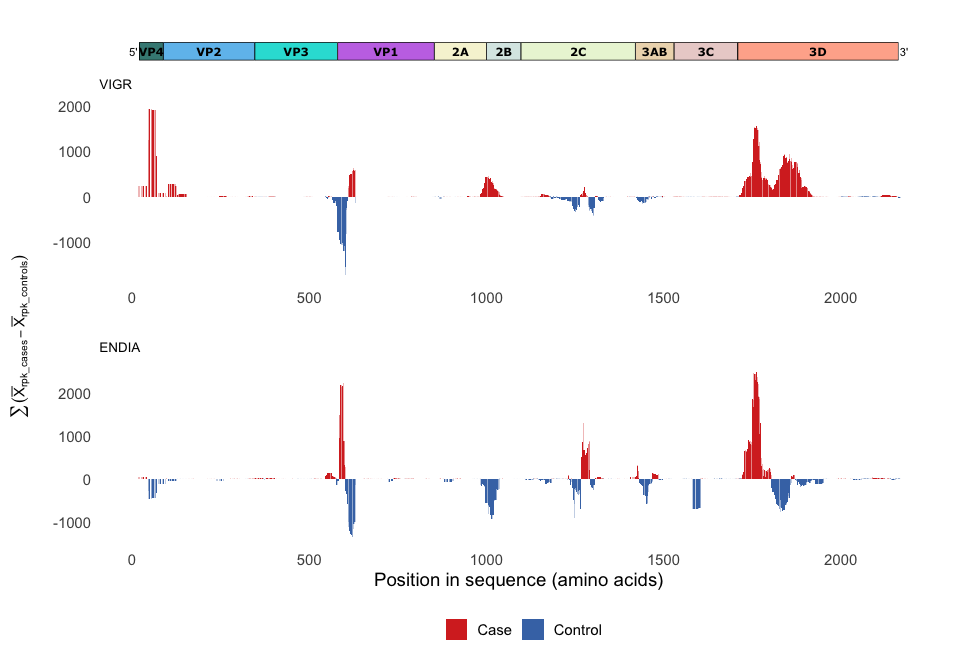 5' VP4 VP2 VP3 VP1 2A 2B 2C 3AB 3C 3D 3'
VIGR
2000
1000
0
-1000
0 500 1000 1500 2000
∑(X̅rpk_cases − X̅rpk_controls)
ENDIA
2000
1000
0
-1000
0 500 1000 1500 2000
Position in sequence (amino acids)
Case Control